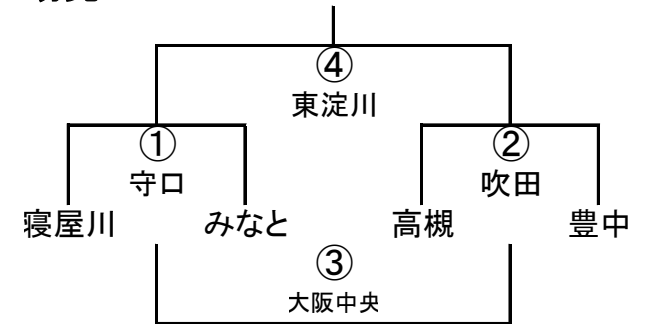 ④
東淀川
① ②
守口 吹田
寝屋川 みなと 高槻 豊中
③
大阪中央